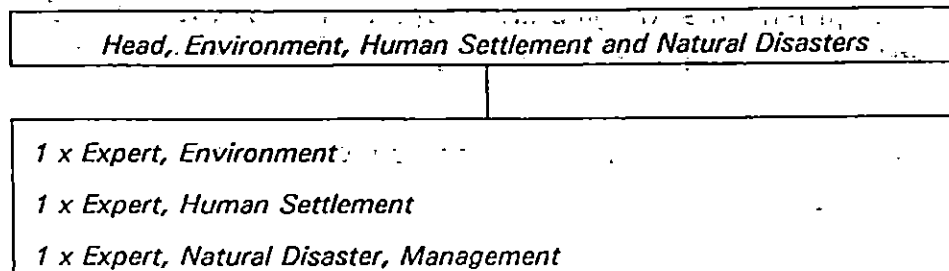 Head, Environment, Human Settlement and Natural Disasters
1 x Expert, Environment
1 x Expert, Human Settlement
1 x Expert, Natural Disaster, Management